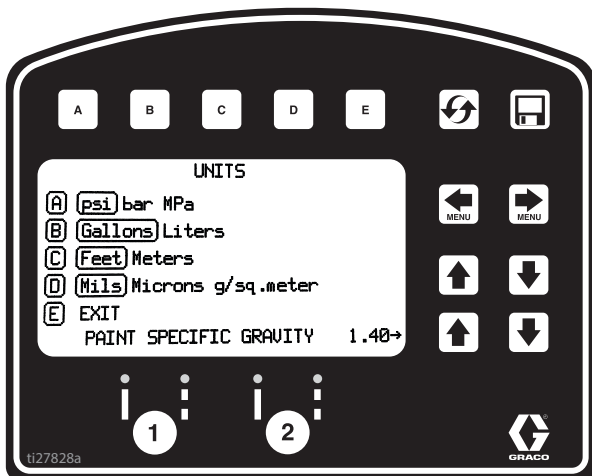 A B C D E
UNITS
A psi bar MPa
B Gallons Liters
C Feet Meters
D Mils Microns g/sq.meter
E EXIT
PAINT SPECIFIC GRAVITY 1.40→
MENU MENU
1 2
ti27828a
GRACO